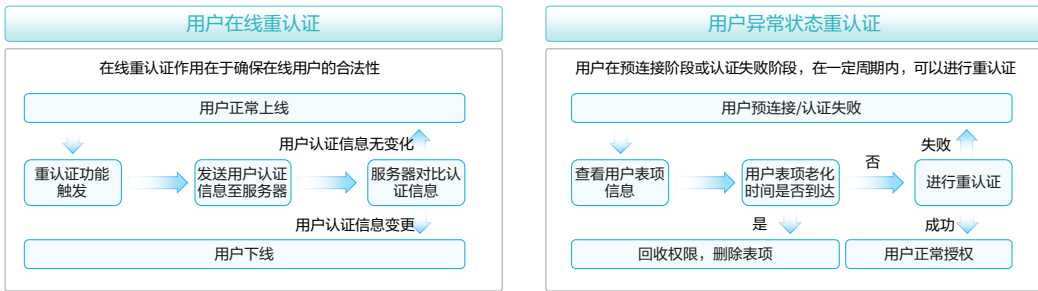 用户在线重认证
在线重认证作用在于确保在线用户的合法性
用户正常上线
用户认证信息无变化
重认证功能
触发
发送用户认证
信息至服务器
服务器对比认
证信息
用户认证信息变更
用户下线
用户异常状态重认证
用户在预连接阶段或认证失败阶段，在一定周期内，可以进行重认证
用户预连接/认证失败
失败
查看用户表项
信息
用户表项老化
时间是否到达
否
进行重认证
是
成功
回收权限，删除表项
用户正常授权